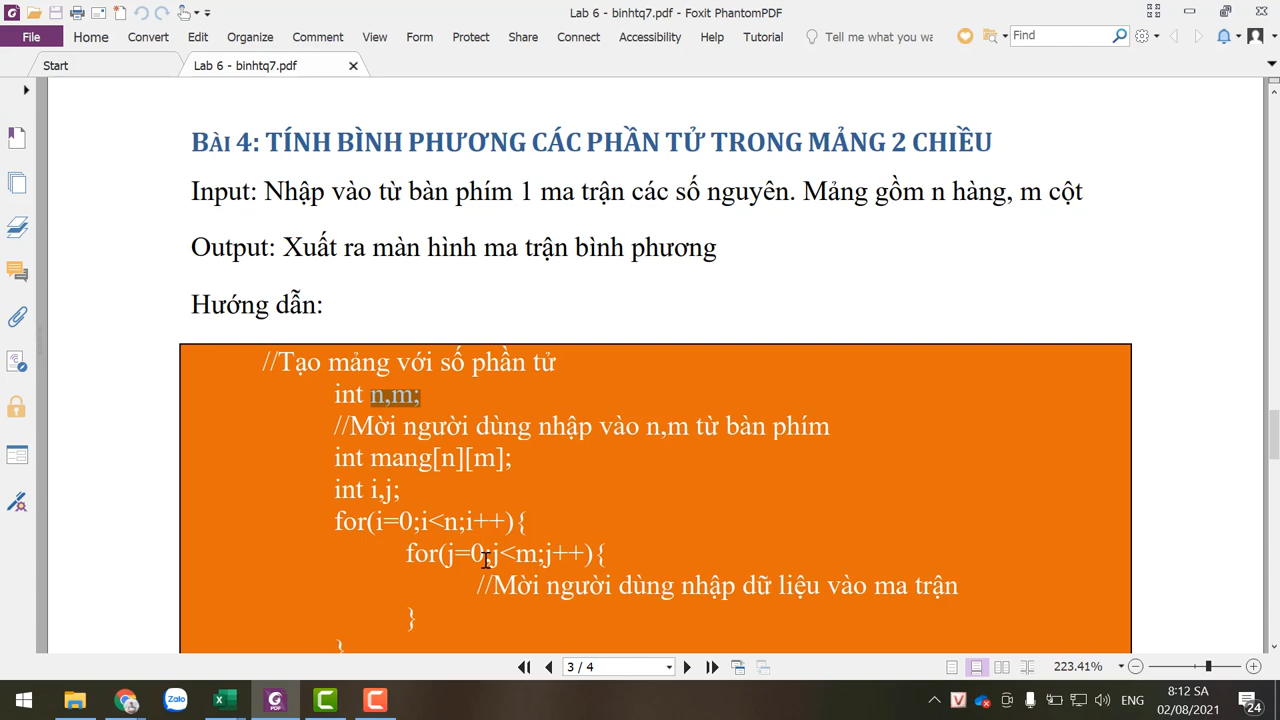 Lab 6 - binhtq7.pdf - Foxit PhantomPDF
File Home Convert Edit Organize Comment View Form Protect Share Connect Accessibility Help Tutorial Tell me what you wa Find
Start Lab 6 - binhtq7.pdf
BÀI 4: TÍNH BÌNH PHƯƠNG CÁC PHẦN TỬ TRONG MẢNG 2 CHIỀU
Input: Nhập vào từ bàn phím 1 ma trận các số nguyên. Mảng gồm n hàng, m cột
Output: Xuất ra màn hình ma trận bình phương
Hướng dẫn:
//Tạo mảng với số phần tử
int n,m;
//Mời người dùng nhập vào n,m từ bàn phím
int mang[n][m];
int i,j;
for(i=0;i<n;i++){
for(j=0;j<m;j++){
//Mời người dùng nhập dữ liệu vào ma trận
}
}
3 / 4 223.41%
Zalo PDF ENG 8:12 SA
02/08/2021 24